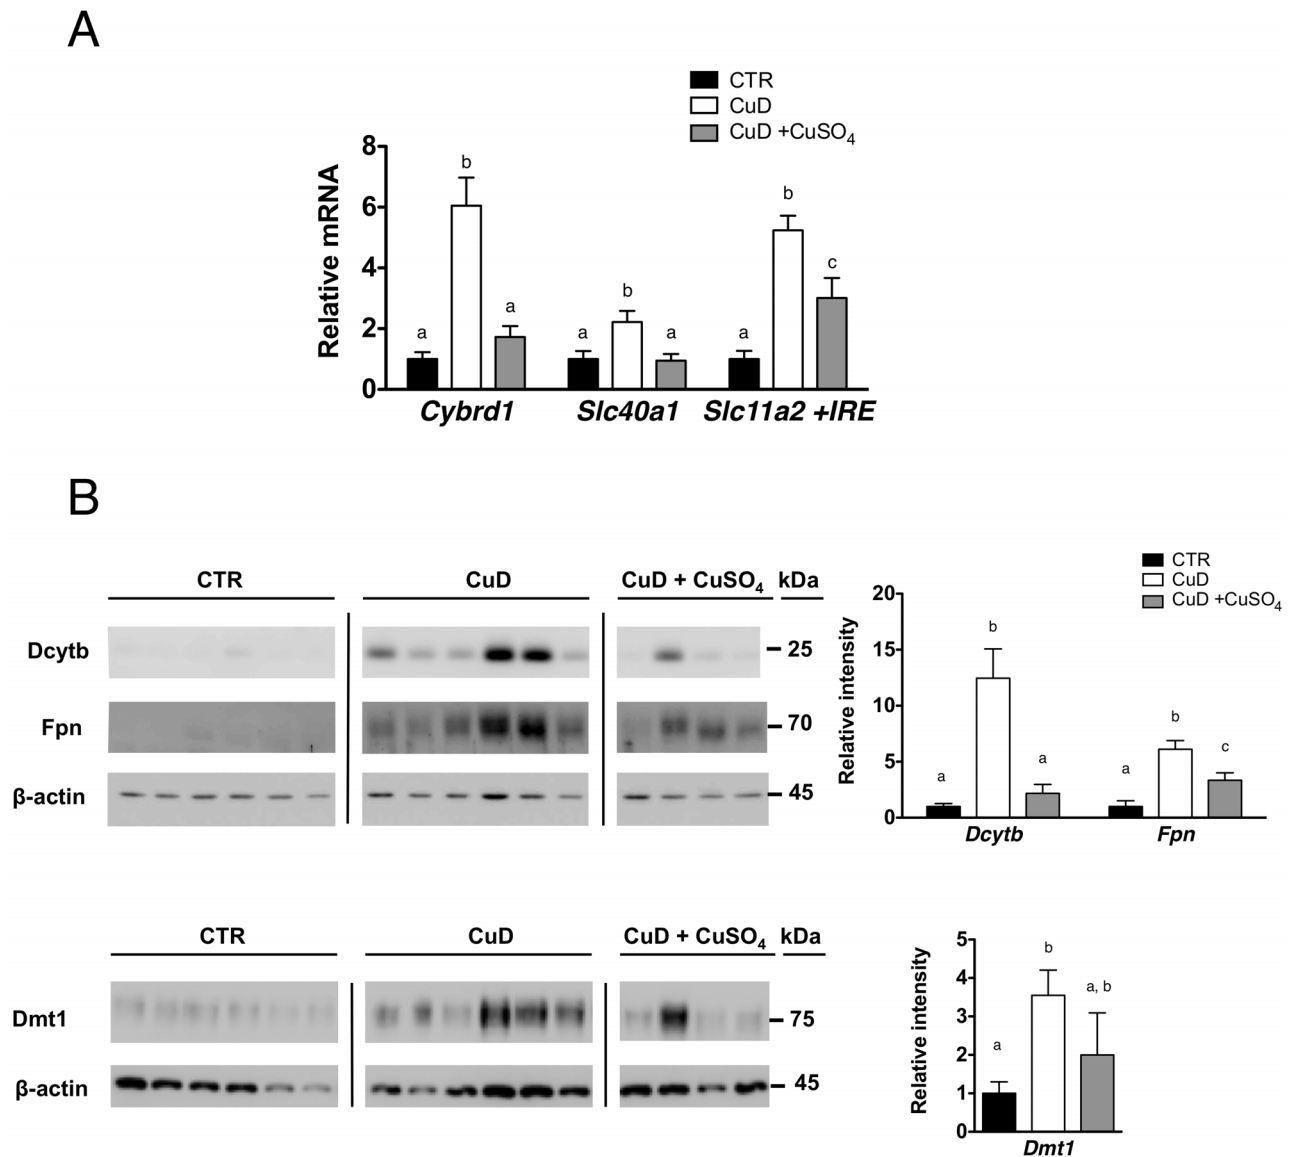 A
CTR
CuD
CuD +CuSO4
Relative mRNA
8
6
4
2
0
b
a
a
b
a
a
b
c
a
Cybrd1 Slc40a1 Slc11a2 +IRE
B
CTR CuD CuD + CuSO4 kDa
Dcytb 25
Fpn 70
β-actin 45
CTR
CuD
CuD +CuSO4
Relative intensity
20
15
10
5
0
b
a
a
b
a
c
Dcytb Fpn
CTR CuD CuD + CuSO4 kDa
Dmt1 75
β-actin 45
Relative intensity
5
4
3
2
1
0
b
a, b
a
Dmt1